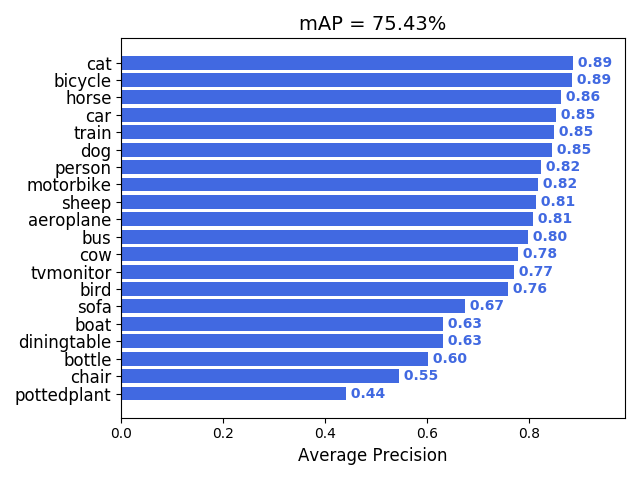 mAP = 75.43%
cat 0.89
bicycle 0.89
horse 0.86
car 0.85
train 0.85
dog 0.85
person 0.82
motorbike 0.82
sheep 0.81
aeroplane 0.81
bus 0.80
cow 0.78
tvmonitor 0.77
bird 0.76
sofa 0.67
boat 0.63
diningtable 0.63
bottle 0.60
chair 0.55
pottedplant 0.44
0.0 0.2 0.4 0.6 0.8
Average Precision